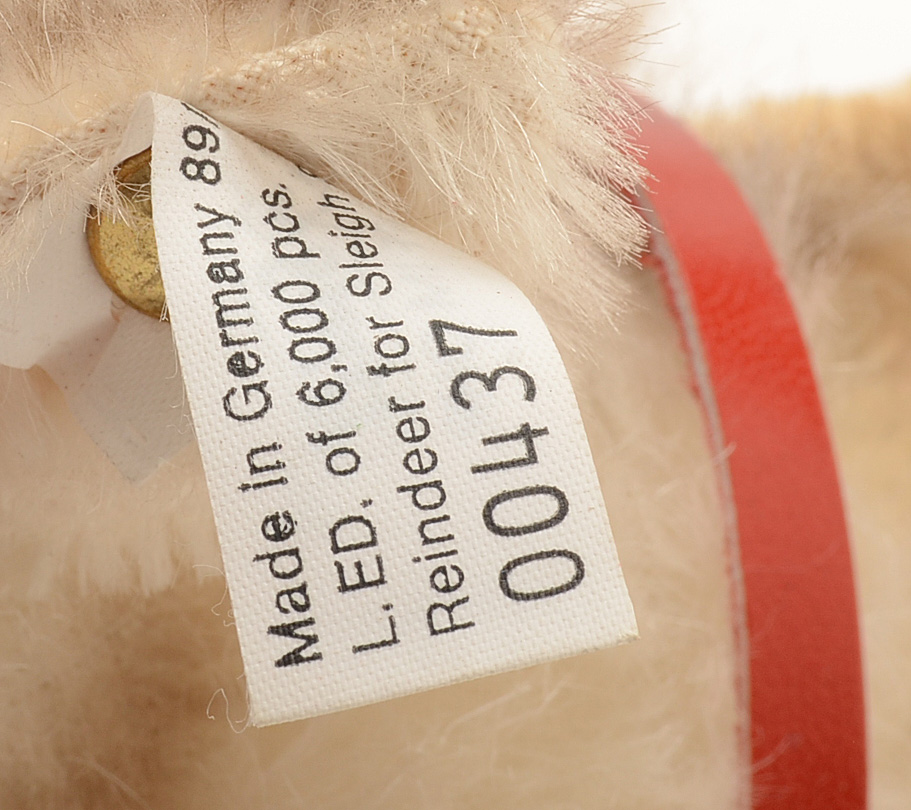 Made in Germany 89/
L. ED. of 6,000 pcs.
Reindeer for Sleigh
00437